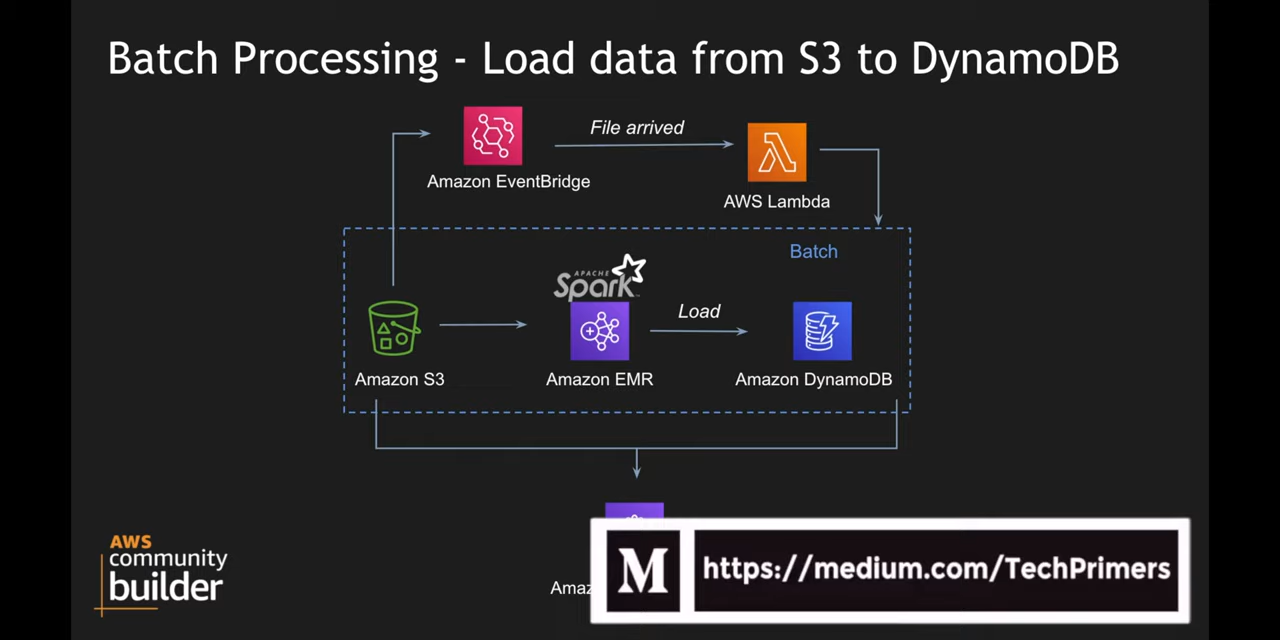 Batch Processing - Load data from S3 to DynamoDB
File arrived
Amazon EventBridge
AWS Lambda
Batch
APACHE
Spark
Load
Amazon S3
Amazon EMR
Amazon DynamoDB
AWS
community
builder
M
https://medium.com/TechPrimers